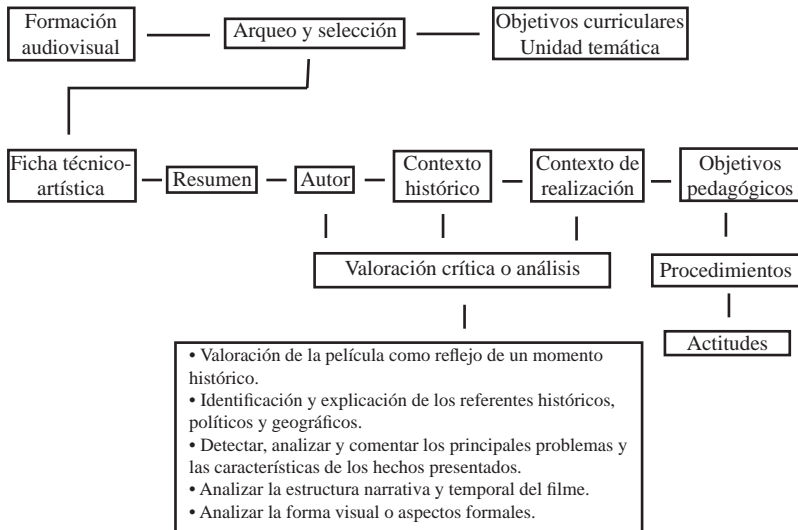 Formación
audiovisual
Arqueo y selección
Objetivos curriculares
Unidad temática
Ficha técnico-
artística
Resumen
Autor
Contexto
histórico
Contexto de
realización
Objetivos
pedagógicos
Valoración crítica o análisis
Procedimientos
Actitudes
• Valoración de la película como reflejo de un momento
histórico.
• Identificación y explicación de los referentes históricos,
políticos y geográficos.
• Detectar, analizar y comentar los principales problemas y
las características de los hechos presentados.
• Analizar la estructura narrativa y temporal del filme.
• Analizar la forma visual o aspectos formales.